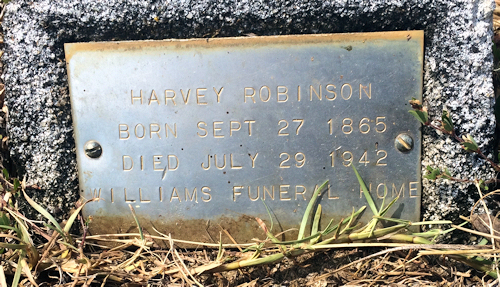 HARVEY ROBINSON
BORN SEPT 27 1865
DIED JULY 29 1942
WILLIAMS FUNERAL HOME